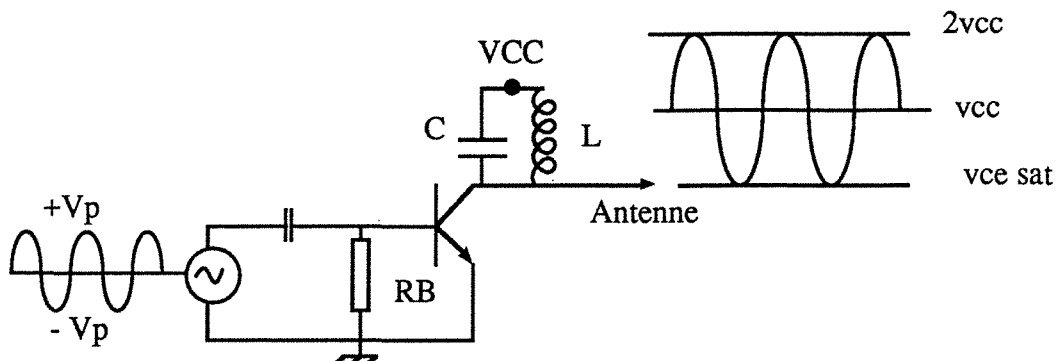 2vcc
VCC
vcc
C
L
vce sat
+Vp
Antenne
RB
- Vp